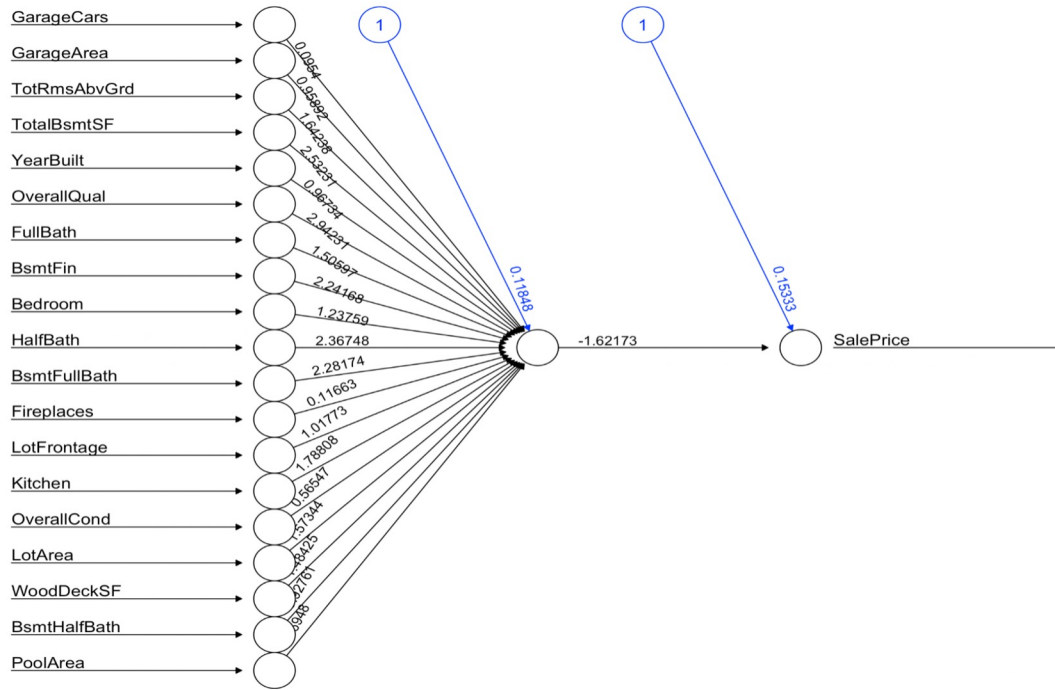 GarageCars
GarageArea
TotRmsAbvGrd
TotalBsmtSF
YearBuilt
OverallQual
FullBath
BsmtFin
Bedroom
HalfBath
BsmtFullBath
Fireplaces
LotFrontage
Kitchen
OverallCond
LotArea
WoodDeckSF
BsmtHalfBath
PoolArea
0.0954
0.95892
1.64238
2.53231
0.96734
2.94231
1.50597
2.24168
1.23759
2.36748
2.28174
0.11663
1.01773
1.78808
0.56547
1
0.11848
-1.62173
1
0.15333
SalePrice